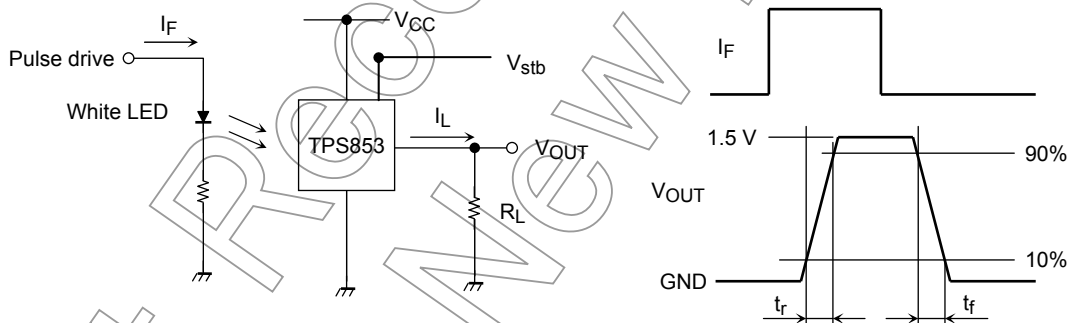 I_F
V_CC
Pulse drive
V_stb
White LED
I_L
TPS853
V_OUT
R_L
I_F
1.5 V
90%
V_OUT
10%
GND
t_r
t_f